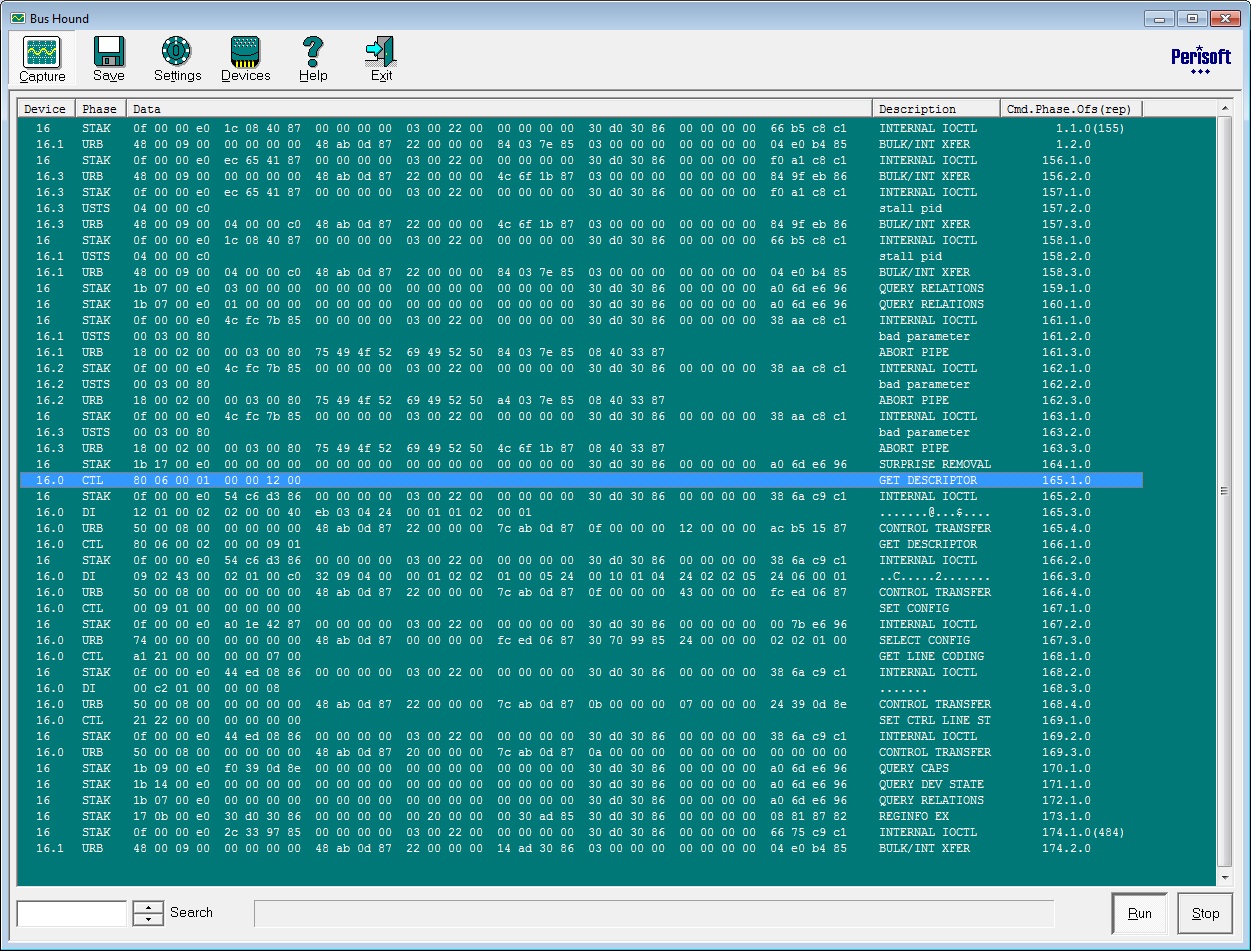 Bus Hound
Capture Save Settings Devices Help Exit
Perisoft
Device Phase Data Description Cmd.Phase.Ofs(rep)
16 STAK 0f 00 00 e0 1c 08 40 87 00 00 00 00 03 00 22 00 00 00 00 00 30 d0 30 86 00 00 00 00 66 b5 c8 c1 INTERNAL IOCTL 1.1.0(155)
16.1 URB 48 00 09 00 00 00 00 00 48 ab 0d 87 22 00 00 00 84 03 7e 85 03 00 00 00 00 00 00 00 04 e0 b4 85 BULK/INT XFER 1.2.0
16 STAK 0f 00 00 e0 ec 65 41 87 00 00 00 00 03 00 22 00 00 00 00 00 30 d0 30 86 00 00 00 00 f0 a1 c8 c1 INTERNAL IOCTL 156.1.0
16.3 URB 48 00 09 00 00 00 00 00 48 ab 0d 87 22 00 00 00 4c 6f 1b 87 03 00 00 00 00 00 00 00 84 9f eb 86 BULK/INT XFER 156.2.0
16.3 STAK 0f 00 00 e0 ec 65 41 87 00 00 00 00 03 00 22 00 00 00 00 00 30 d0 30 86 00 00 00 00 f0 a1 c8 c1 INTERNAL IOCTL 157.1.0
16.3 USTS 04 00 00 c0 stall pid 157.2.0
16.3 URB 48 00 09 00 04 00 00 c0 48 ab 0d 87 22 00 00 00 4c 6f 1b 87 03 00 00 00 00 00 00 00 84 9f eb 86 BULK/INT XFER 157.3.0
16 STAK 0f 00 00 e0 1c 08 40 87 00 00 00 00 03 00 22 00 00 00 00 00 30 d0 30 86 00 00 00 00 66 b5 c8 c1 INTERNAL IOCTL 158.1.0
16.1 USTS 04 00 00 c0 stall pid 158.2.0
16.1 URB 48 00 09 00 04 00 00 c0 48 ab 0d 87 22 00 00 00 84 03 7e 85 03 00 00 00 00 00 00 00 04 e0 b4 85 BULK/INT XFER 158.3.0
16 STAK 1b 07 00 e0 03 00 00 00 00 00 00 00 00 00 00 00 00 00 00 00 30 d0 30 86 00 00 00 00 a0 6d e6 96 QUERY RELATIONS 159.1.0
16 STAK 1b 07 00 e0 01 00 00 00 00 00 00 00 00 00 00 00 00 00 00 00 30 d0 30 86 00 00 00 00 a0 6d e6 96 QUERY RELATIONS 160.1.0
16 STAK 0f 00 00 e0 4c fc 7b 85 00 00 00 00 03 00 22 00 00 00 00 00 30 d0 30 86 00 00 00 00 38 aa c8 c1 INTERNAL IOCTL 161.1.0
16.1 USTS 00 03 00 80 bad parameter 161.2.0
16.1 URB 18 00 02 00 00 03 00 80 75 49 4f 52 69 49 52 50 84 03 7e 85 08 40 33 87 ABORT PIPE 161.3.0
16.2 STAK 0f 00 00 e0 4c fc 7b 85 00 00 00 00 03 00 22 00 00 00 00 00 30 d0 30 86 00 00 00 00 38 aa c8 c1 INTERNAL IOCTL 162.1.0
16.2 USTS 00 03 00 80 bad parameter 162.2.0
16.2 URB 18 00 02 00 00 03 00 80 75 49 4f 52 69 49 52 50 a4 03 7e 85 08 40 33 87 ABORT PIPE 162.3.0
16 STAK 0f 00 00 e0 4c fc 7b 85 00 00 00 00 03 00 22 00 00 00 00 00 30 d0 30 86 00 00 00 00 38 aa c8 c1 INTERNAL IOCTL 163.1.0
16.3 USTS 00 03 00 80 bad parameter 163.2.0
16.3 URB 18 00 02 00 00 03 00 80 75 49 4f 52 69 49 52 50 4c 6f 1b 87 08 40 33 87 ABORT PIPE 163.3.0
16 STAK 1b 17 00 e0 00 00 00 00 00 00 00 00 00 00 00 00 00 00 00 00 30 d0 30 86 00 00 00 00 a0 6d e6 96 SURPRISE REMOVAL 164.1.0
16.0 CTL 80 06 00 01 00 00 12 00 GET DESCRIPTOR 165.1.0
16 STAK 0f 00 00 e0 54 c6 d3 86 00 00 00 00 03 00 22 00 00 00 00 00 30 d0 30 86 00 00 00 00 38 6a c9 c1 INTERNAL IOCTL 165.2.0
16.0 DI 12 01 00 02 02 00 00 40 eb 03 04 24 00 01 01 02 00 01 .......@...$.... 165.3.0
16.0 URB 50 00 08 00 00 00 00 00 48 ab 0d 87 22 00 00 00 7c ab 0d 87 0f 00 00 00 12 00 00 00 ac b5 15 87 CONTROL TRANSFER 165.4.0
16.0 CTL 80 06 00 02 00 00 09 01 GET DESCRIPTOR 166.1.0
16 STAK 0f 00 00 e0 54 c6 d3 86 00 00 00 00 03 00 22 00 00 00 00 00 30 d0 30 86 00 00 00 00 38 6a c9 c1 INTERNAL IOCTL 166.2.0
16.0 DI 09 02 43 00 02 01 00 c0 32 09 04 00 00 01 02 02 01 00 05 24 00 10 01 04 24 02 02 05 24 06 00 01 ..C.....2....... 166.3.0
16.0 URB 50 00 08 00 00 00 00 00 48 ab 0d 87 22 00 00 00 7c ab 0d 87 0f 00 00 00 43 00 00 00 fc ed 06 87 CONTROL TRANSFER 166.4.0
16.0 CTL 00 09 01 00 00 00 00 00 SET CONFIG 167.1.0
16 STAK 0f 00 00 e0 a0 1e 42 87 00 00 00 00 03 00 22 00 00 00 00 00 30 d0 30 86 00 00 00 00 00 7b e6 96 INTERNAL IOCTL 167.2.0
16.0 URB 74 00 00 00 00 00 00 00 48 ab 0d 87 00 00 00 00 fc ed 06 87 30 70 99 85 24 00 00 00 02 02 01 00 SELECT CONFIG 167.3.0
16.0 CTL a1 21 00 00 00 00 07 00 GET LINE CODING 168.1.0
16 STAK 0f 00 00 e0 44 ed 08 86 00 00 00 00 03 00 22 00 00 00 00 00 30 d0 30 86 00 00 00 00 38 6a c9 c1 INTERNAL IOCTL 168.2.0
16.0 DI 00 c2 01 00 00 00 08 ....... 168.3.0
16.0 URB 50 00 08 00 00 00 00 00 48 ab 0d 87 22 00 00 00 7c ab 0d 87 0b 00 00 00 07 00 00 00 24 39 0d 8e CONTROL TRANSFER 168.4.0
16.0 CTL 21 22 00 00 00 00 00 00 SET CTRL LINE ST 169.1.0
16 STAK 0f 00 00 e0 44 ed 08 86 00 00 00 00 03 00 22 00 00 00 00 00 30 d0 30 86 00 00 00 00 38 6a c9 c1 INTERNAL IOCTL 169.2.0
16.0 URB 50 00 08 00 00 00 00 00 48 ab 0d 87 20 00 00 00 7c ab 0d 87 0a 00 00 00 00 00 00 00 00 00 00 00 CONTROL TRANSFER 169.3.0
16 STAK 1b 09 00 e0 f0 39 0d 8e 00 00 00 00 00 00 00 00 00 00 00 00 30 d0 30 86 00 00 00 00 a0 6d e6 96 QUERY CAPS 170.1.0
16 STAK 1b 14 00 e0 00 00 00 00 00 00 00 00 00 00 00 00 00 00 00 00 30 d0 30 86 00 00 00 00 a0 6d e6 96 QUERY DEV STATE 171.1.0
16 STAK 1b 07 00 e0 00 00 00 00 00 00 00 00 00 00 00 00 00 00 00 00 30 d0 30 86 00 00 00 00 a0 6d e6 96 QUERY RELATIONS 172.1.0
16 STAK 17 0b 00 e0 30 d0 30 86 00 00 00 00 00 20 00 00 00 30 ad 85 30 d0 30 86 00 00 00 00 08 81 87 82 REGINFO EX 173.1.0
16 STAK 0f 00 00 e0 2c 33 97 85 00 00 00 00 03 00 22 00 00 00 00 00 30 d0 30 86 00 00 00 00 66 75 c9 c1 INTERNAL IOCTL 174.1.0(484)
16.1 URB 48 00 09 00 00 00 00 00 48 ab 0d 87 22 00 00 00 14 ad 30 86 03 00 00 00 00 00 00 00 04 e0 b4 85 BULK/INT XFER 174.2.0
Search Run Stop